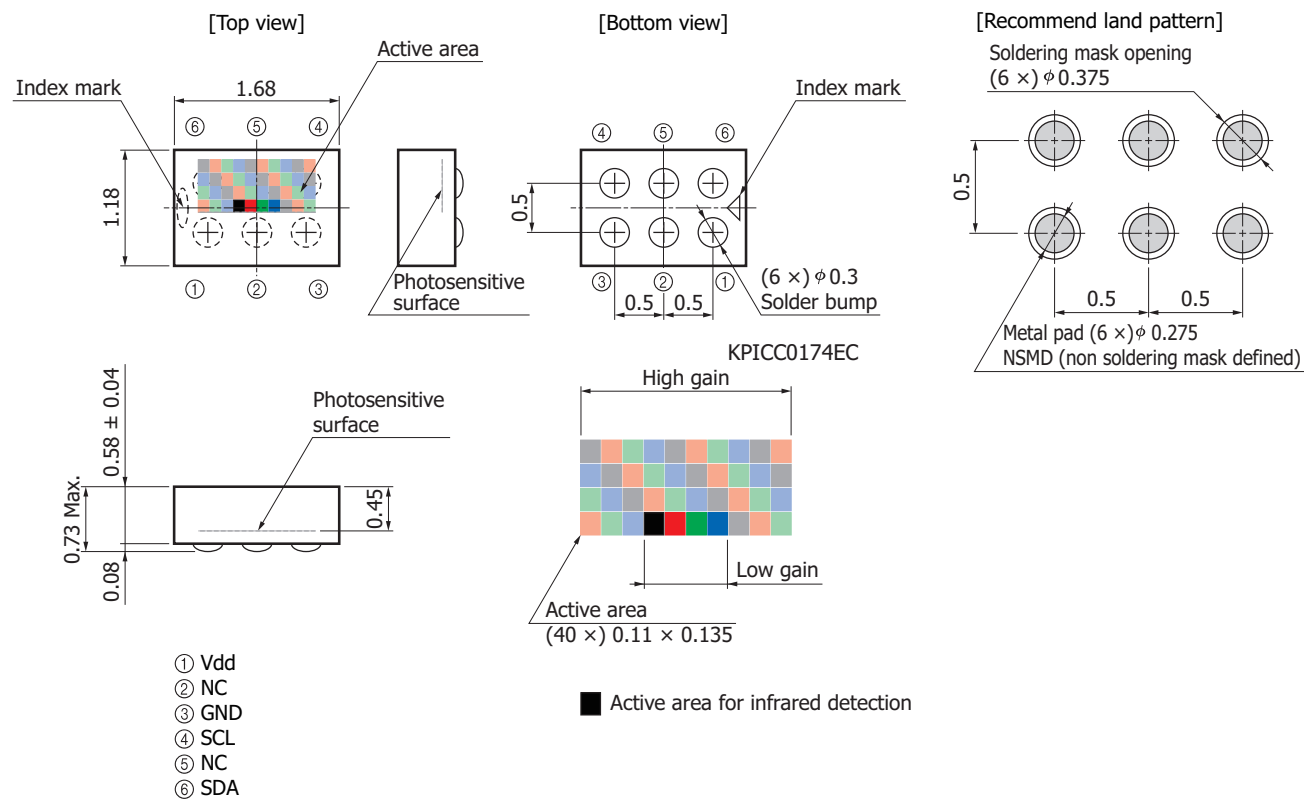 [Top view]
Active area
Index mark
1.68
⑥ ⑤ ④
1.18
① ② ③
Photosensitive
surface
[Bottom view]
Index mark
④ ⑤ ⑥
0.5
③ ② ①
(6 ×) φ 0.3
Solder bump
0.5 0.5
[Recommend land pattern]
Soldering mask opening
(6 ×) φ 0.375
0.5
0.5 0.5
Metal pad (6 ×) φ 0.275
NSMD (non soldering mask defined)
0.58 ± 0.04
0.73 Max.
0.08
Photosensitive
surface
0.45
KPICC0174EC
High gain
Low gain
Active area
(40 ×) 0.11 × 0.135
① Vdd
② NC
③ GND
④ SCL
⑤ NC
⑥ SDA
Active area for infrared detection